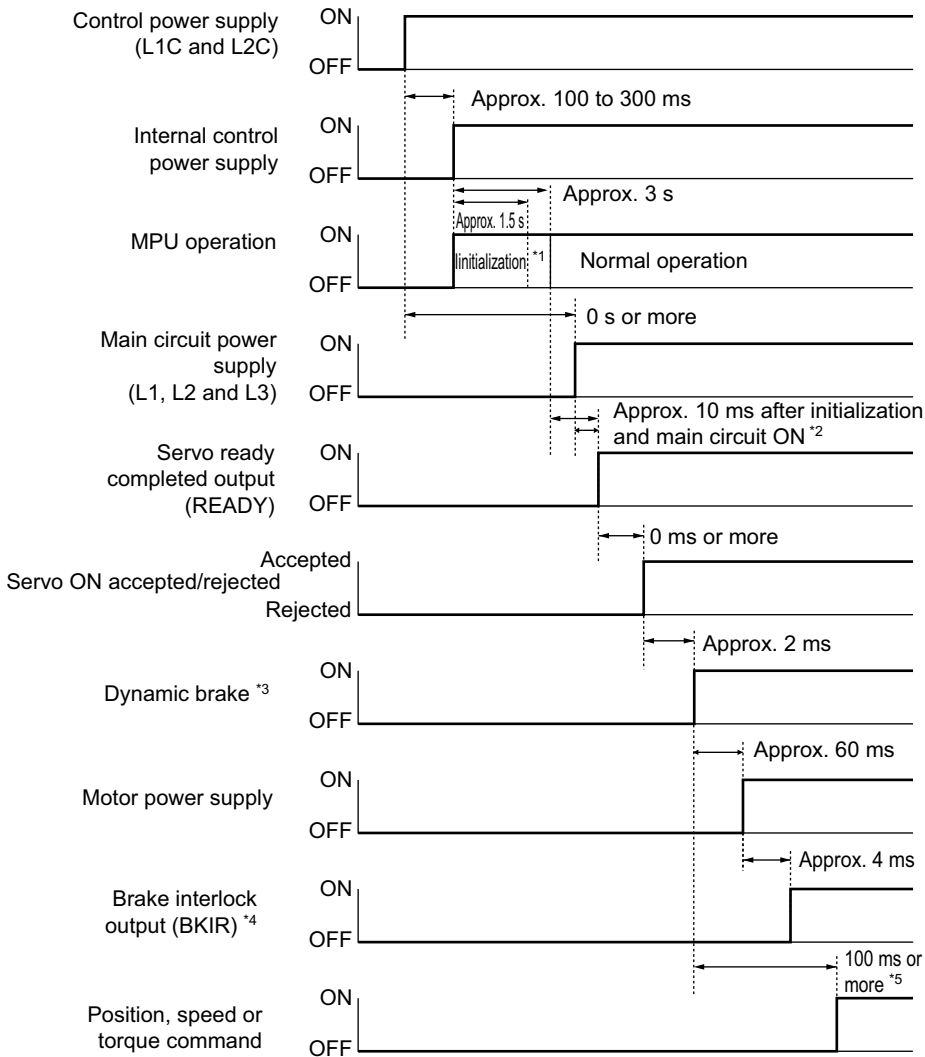 Control power supply
(L1C and L2C)
ON
OFF
Approx. 100 to 300 ms
Internal control
power supply
ON
OFF
Approx. 3 s
Approx. 1.5 s
MPU operation
ON
OFF
Iinitialization
*1
Normal operation
0 s or more
Main circuit power
supply
(L1, L2 and L3)
ON
OFF
Approx. 10 ms after initialization
and main circuit ON *2
Servo ready
completed output
(READY)
ON
OFF
0 ms or more
Servo ON accepted/rejected
Accepted
Rejected
Approx. 2 ms
Dynamic brake *3
ON
OFF
Approx. 60 ms
Motor power supply
ON
OFF
Approx. 4 ms
Brake interlock
output (BKIR) *4
ON
OFF
100 ms or
more *5
Position, speed or
torque command
ON
OFF